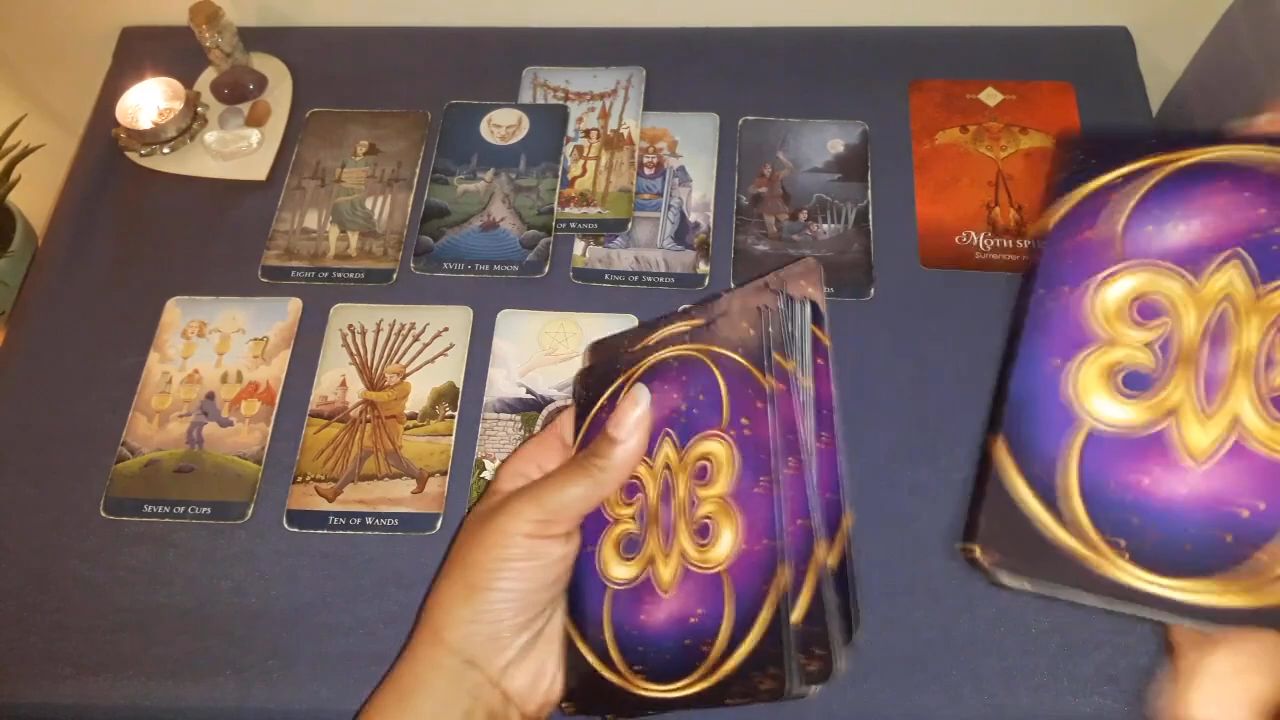 OF WANDS
EIGHT OF SWORDS
XVIII • THE MOON
KING OF SWORDS
MOTH
Surrender
SEVEN OF CUPS
TEN OF WANDS